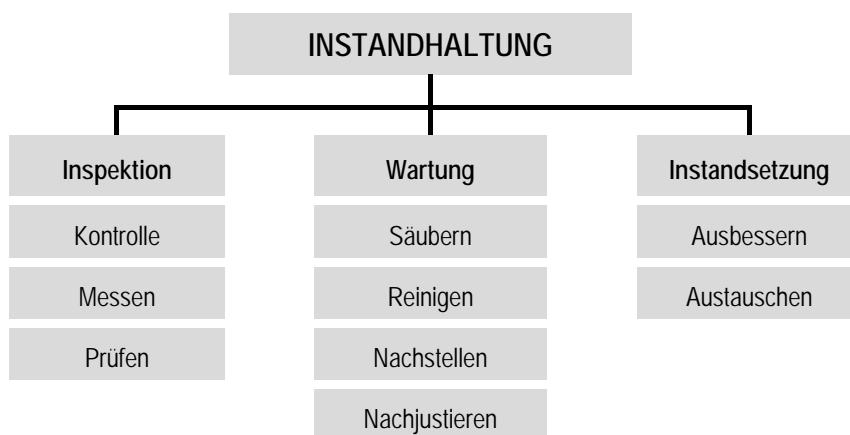 INSTANDHALTUNG
Inspektion
Kontrolle
Messen
Prüfen
Wartung
Säubern
Reinigen
Nachstellen
Nachjustieren
Instandsetzung
Ausbessern
Austauschen